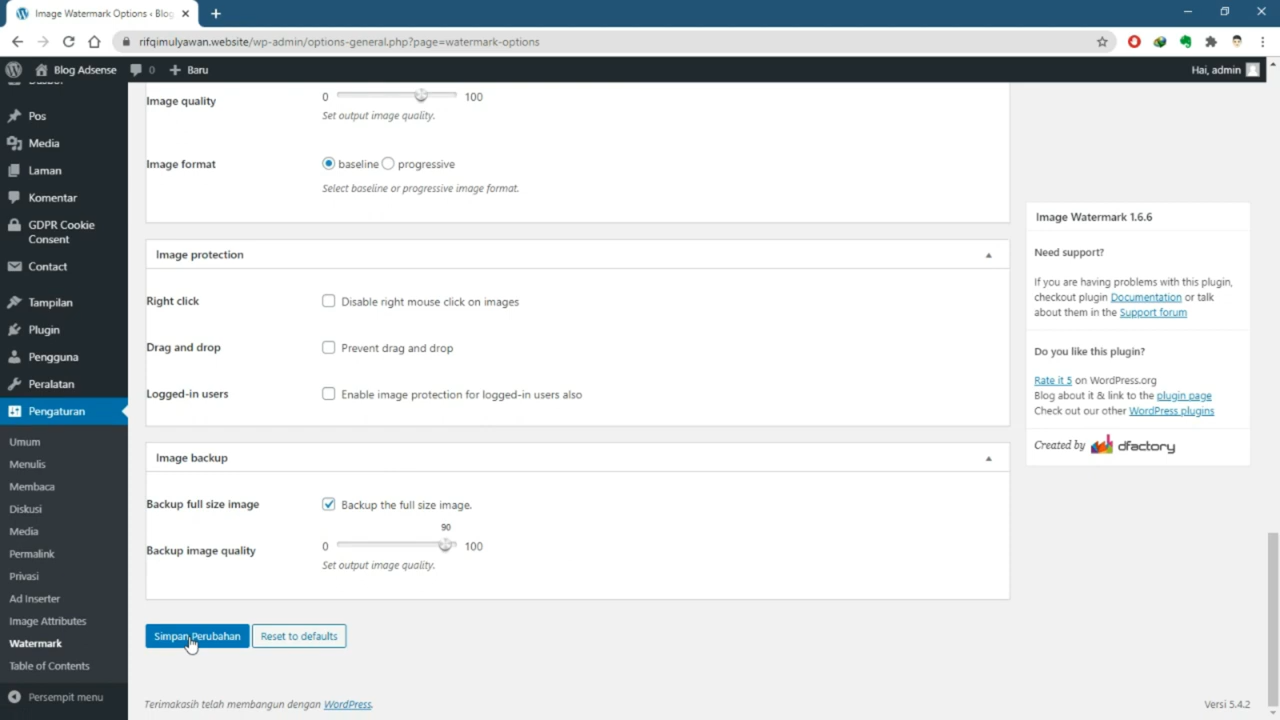 Image Watermark Options ‹ Blog
rifqimulyawan.website/wp-admin/options-general.php?page=watermark-options
Blog Adsense
0
Baru
Hai, admin
Pos
Media
Laman
Komentar
GDPR Cookie
Consent
Contact
Tampilan
Plugin
Pengguna
Peralatan
Pengaturan
Umum
Menulis
Membaca
Diskusi
Media
Permalink
Privasi
Ad Inserter
Image Attributes
Watermark
Table of Contents
Persempit menu
Image quality
0 100
Set output image quality.
Image format
baseline progressive
Select baseline or progressive image format.
Image protection
Right click
Disable right mouse click on images
Drag and drop
Prevent drag and drop
Logged-in users
Enable image protection for logged-in users also
Image backup
Backup full size image
Backup the full size image.
90
Backup image quality
0 100
Set output image quality.
Simpan Perubahan
Reset to defaults
Image Watermark 1.6.6
Need support?
If you are having problems with this plugin,
checkout plugin Documentation or talk
about them in the Support forum
Do you like this plugin?
Rate it 5 on WordPress.org
Blog about it & link to the plugin page
Check out our other WordPress plugins
Created by dfactory
Terimakasih telah membangun dengan WordPress.
Versi 5.4.2